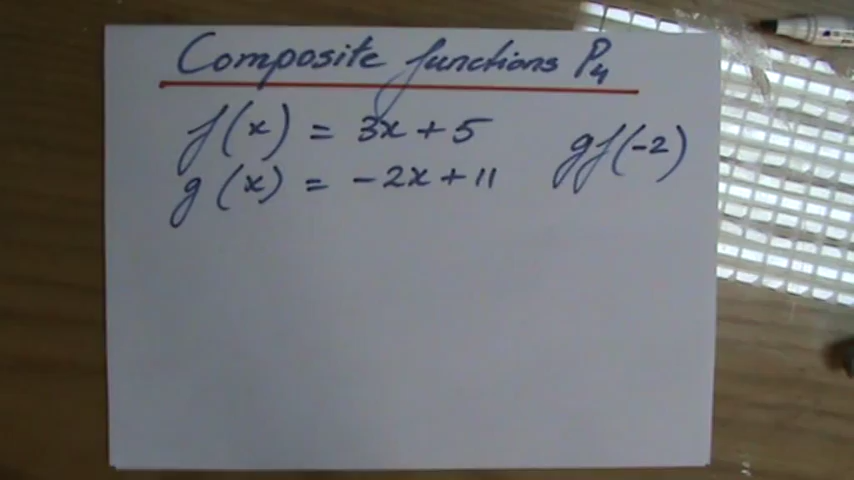 Composite functions P4
f(x) = 3x + 5
gf(-2)
g(x) = -2x + 11